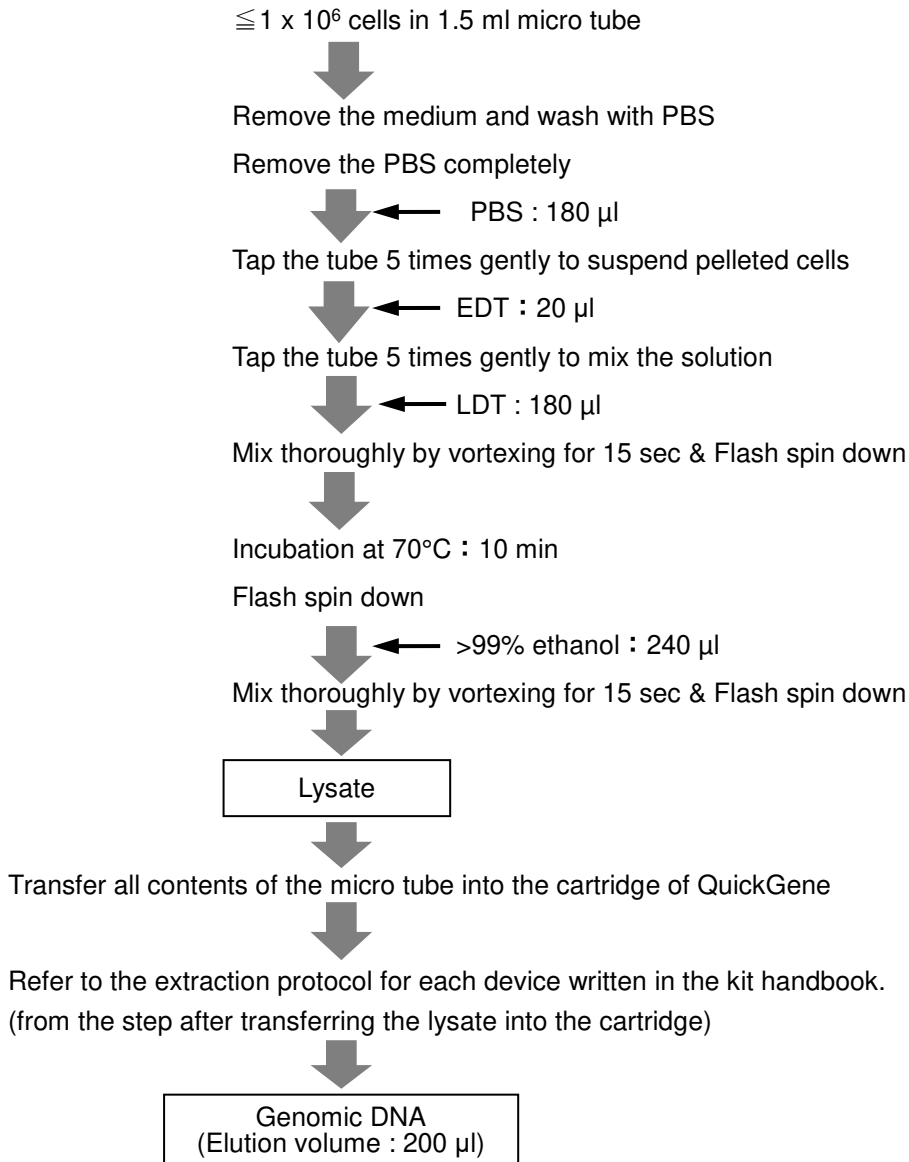 ≦1 x 10⁶ cells in 1.5 ml micro tube
Remove the medium and wash with PBS
Remove the PBS completely
PBS : 180 µl
Tap the tube 5 times gently to suspend pelleted cells
EDT：20 µl
Tap the tube 5 times gently to mix the solution
LDT : 180 µl
Mix thoroughly by vortexing for 15 sec & Flash spin down
Incubation at 70°C：10 min
Flash spin down
>99% ethanol：240 µl
Mix thoroughly by vortexing for 15 sec & Flash spin down
Lysate
Transfer all contents of the micro tube into the cartridge of QuickGene
Refer to the extraction protocol for each device written in the kit handbook.
(from the step after transferring the lysate into the cartridge)
Genomic DNA
(Elution volume : 200 µl)